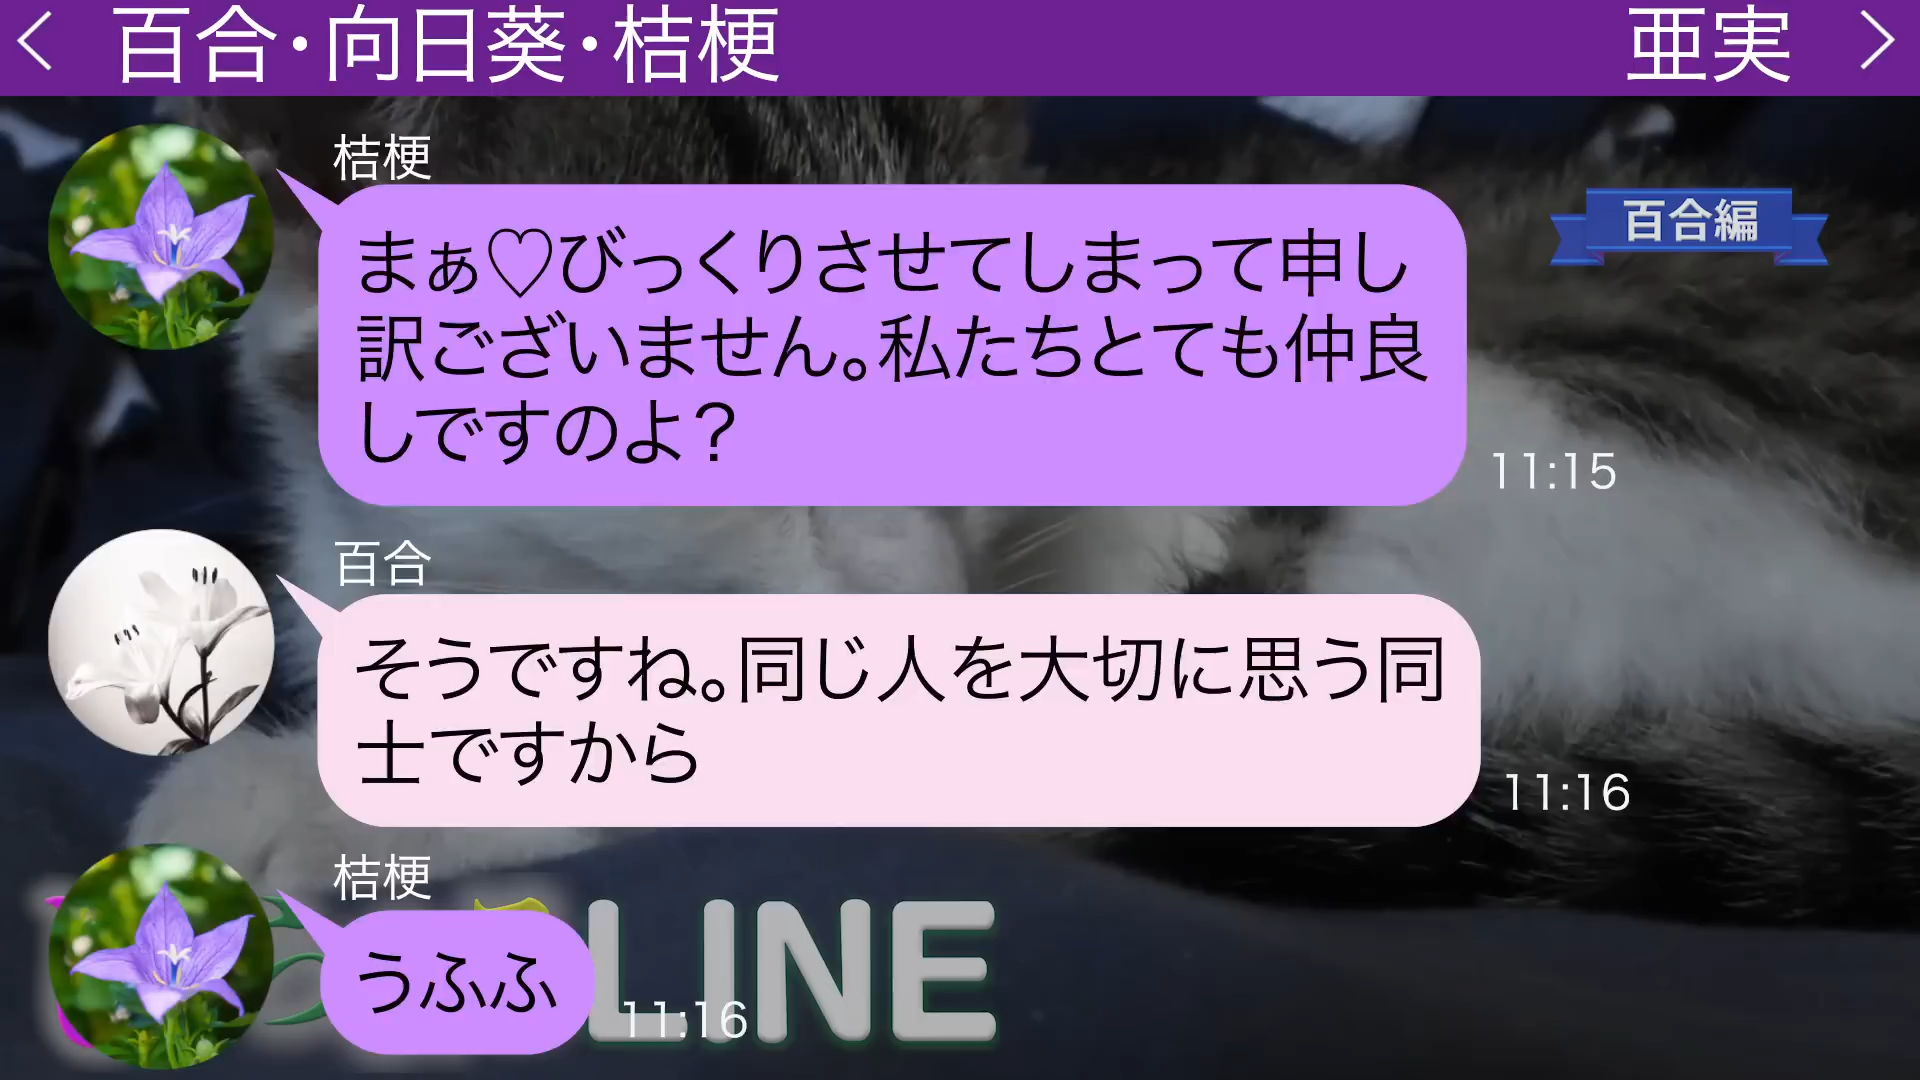 百合・向日葵・桔梗
亜実
桔梗
百合編
まぁ♡びっくりさせてしまって申し
訳ございません。私たちとても仲良
しですのよ？
11:15
百合
そうですね。同じ人を大切に思う同
士ですから
11:16
桔梗
うふふ
11:16
LINE